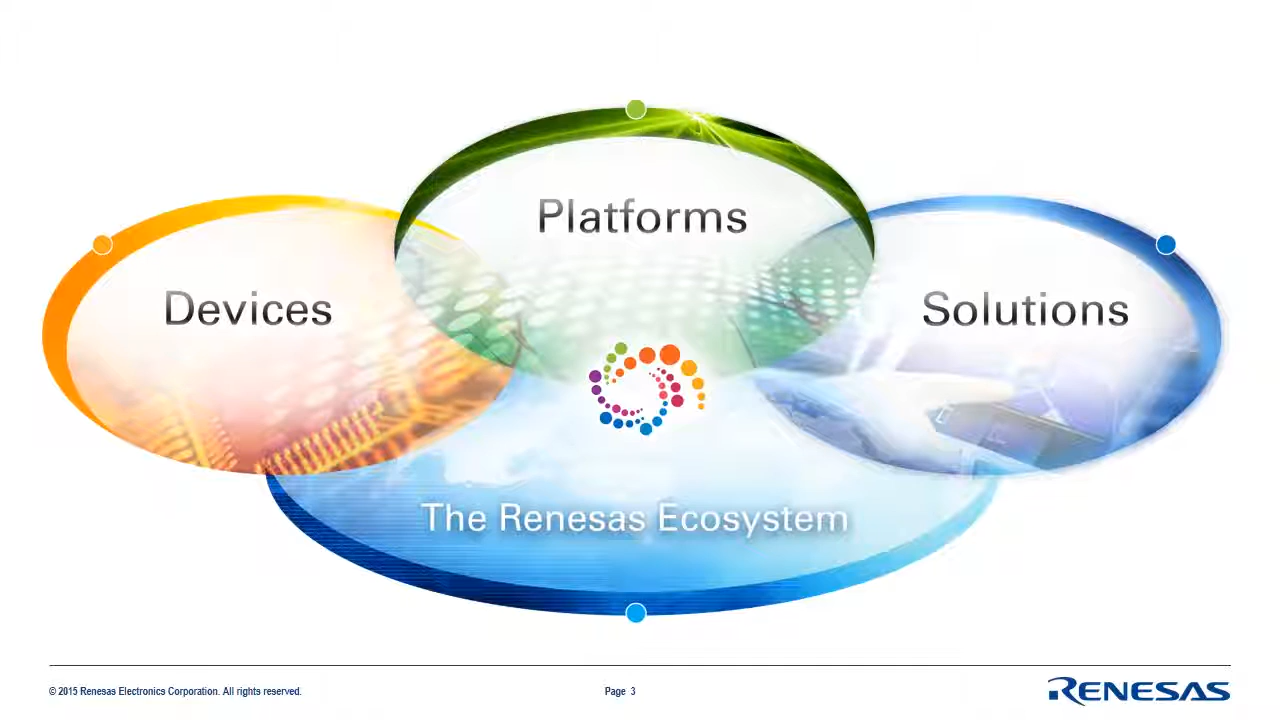 Platforms
Devices
Solutions
The Renesas Ecosystem
© 2015 Renesas Electronics Corporation. All rights reserved.
Page 3
RENESAS